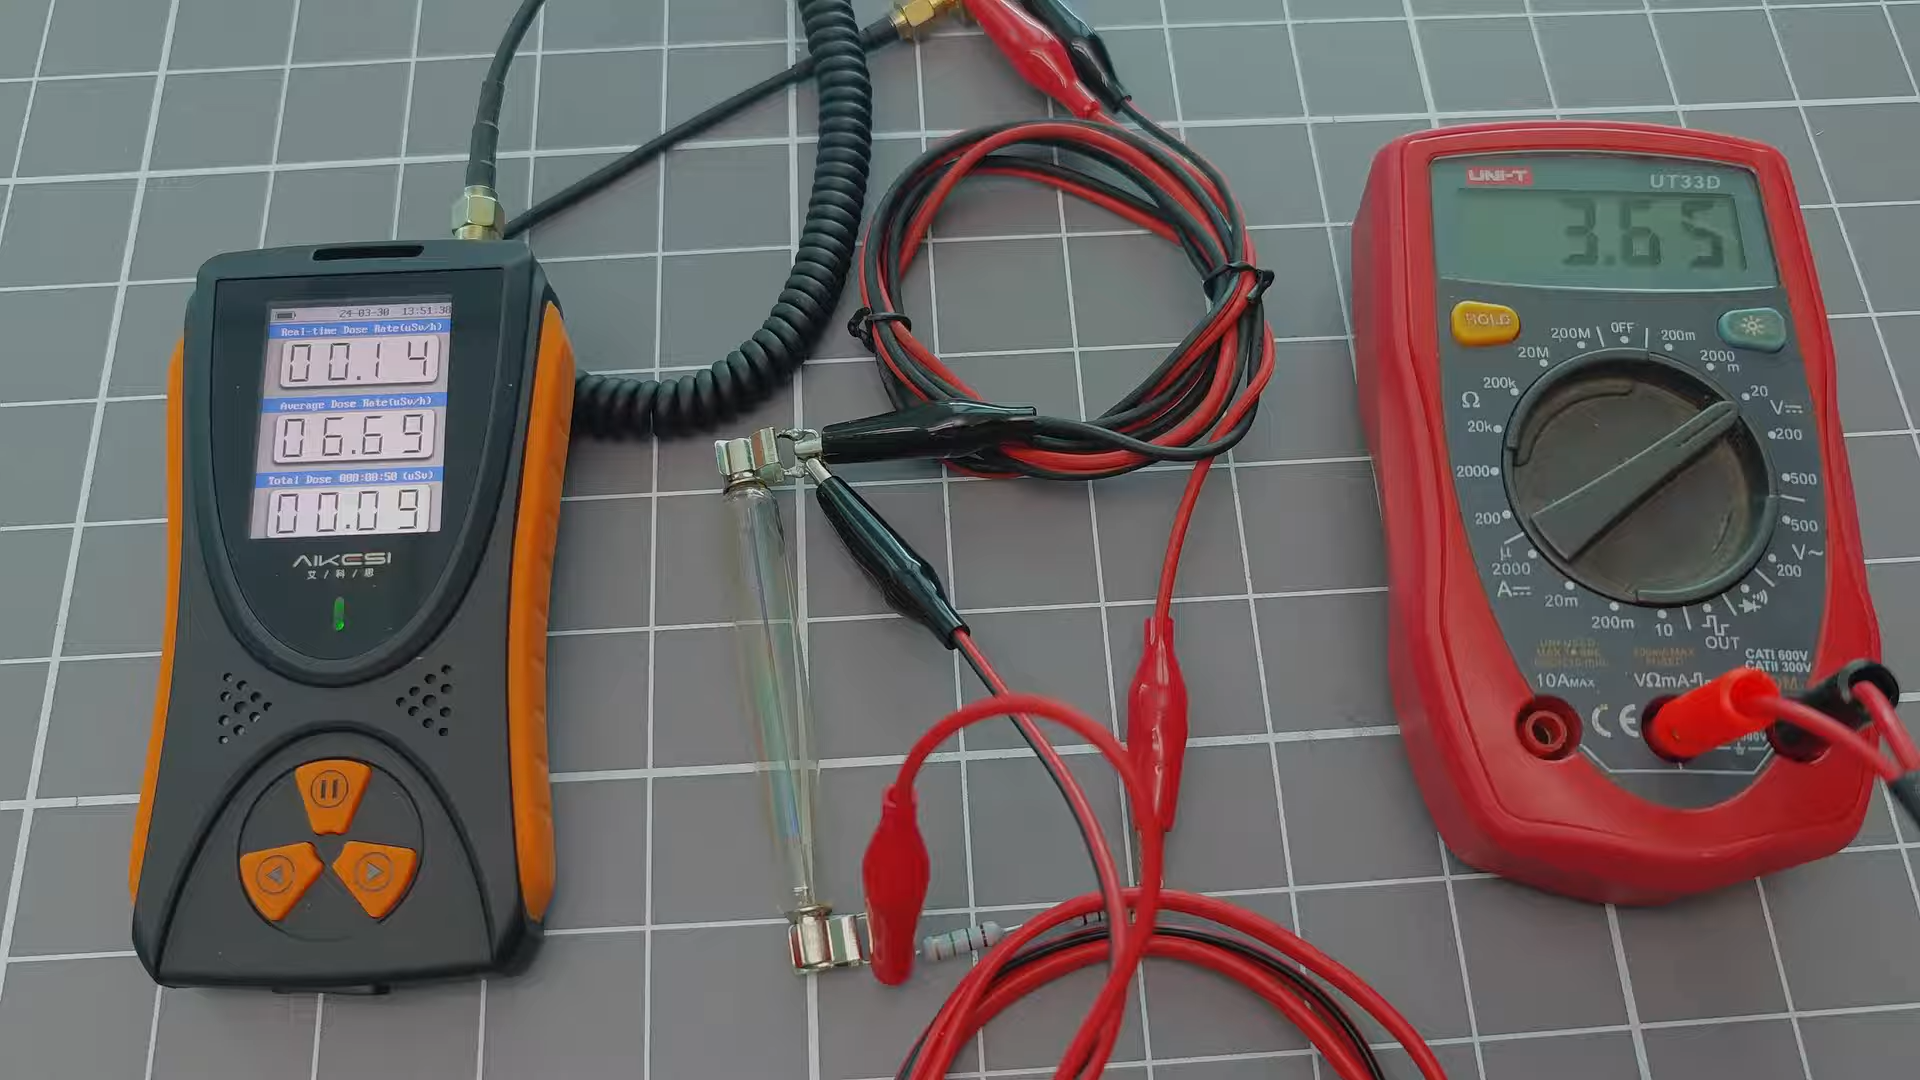 24-03-30 13:51:38
Real-time Dose Rate(uSv/h)
00.14
Average Dose Rate(uSv/h)
06.69
Total Dose 000:00:50 (uSv)
00.09
AIKESI
艾/科/思
UNI-T
UT33D
3.65
HOLD
OFF
200M
200m
20M
2000
m
200k
20
Ω
V
20k
200
2000
500
200
500
μ
V~
2000
200
A
20m
200m
10
OUT
CATI 600V
CATII 300V
10AMAX
VΩmA
CE